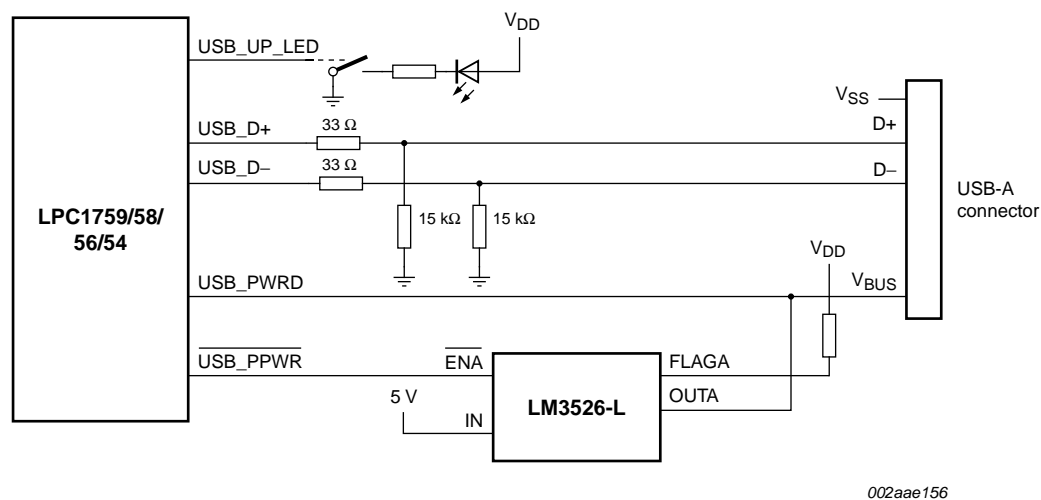 USB_UP_LED
VDD
VSS
USB_D+
33 Ω
D+
USB_D−
33 Ω
D−
USB-A
connector
LPC1759/58/
56/54
15 kΩ
15 kΩ
VDD
USB_PWRD
VBUS
USB_PPWR
ENA
FLAGA
5 V
IN
LM3526-L
OUTA
002aae156